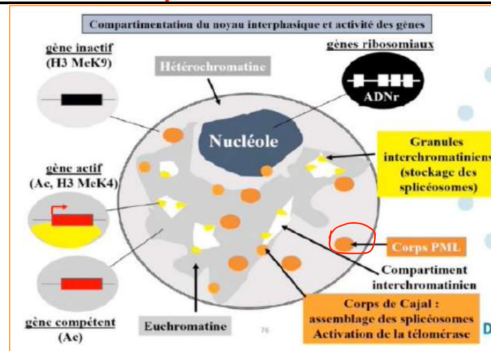 Compartimentation du noyau interphasique et activité des gènes
gène inactif
(H3 MeK9)
Hétérochromatine
gènes ribosomiaux
ADNr
Nucléole
Granules
interchromatiniens
(stockage des
splicéosomes)
gène actif
(Ac, H3 MeK4)
Corps PML
Compartiment
interchromatinien
gène compétent
(Ac)
Euchromatine
76
Corps de Cajal :
assemblage des splicéosomes
Activation de la télomérase
D